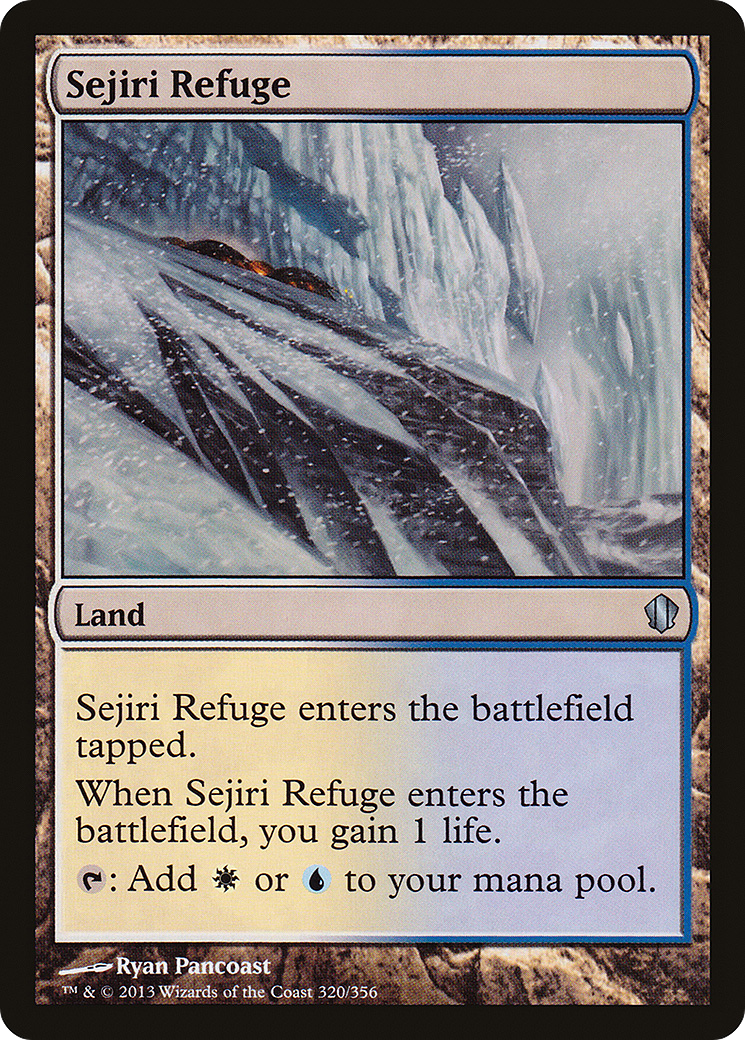 Sejiri Refuge
Land
Sejiri Refuge enters the battlefield
tapped.
When Sejiri Refuge enters the
battlefield, you gain 1 life.
: Add or to your mana pool.
Ryan Pancoast
™ & © 2013 Wizards of the Coast 320/356